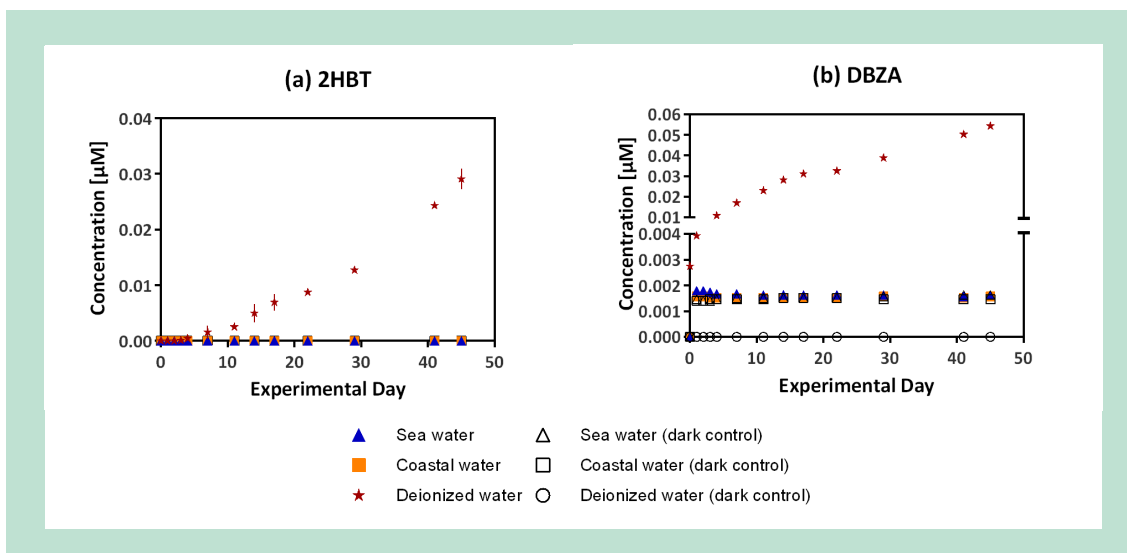 (a) 2HBT
Concentration [µM]
0.04
0.03
0.02
0.01
0.00
0 10 20 30 40 50
Experimental Day
(b) DBZA
Concentration [µM]
0.06
0.05
0.04
0.03
0.02
0.01
0.004
0.003
0.002
0.001
0.000
0 10 20 30 40 50
Experimental Day
Sea water Sea water (dark control)
Coastal water Coastal water (dark control)
Deionized water Deionized water (dark control)